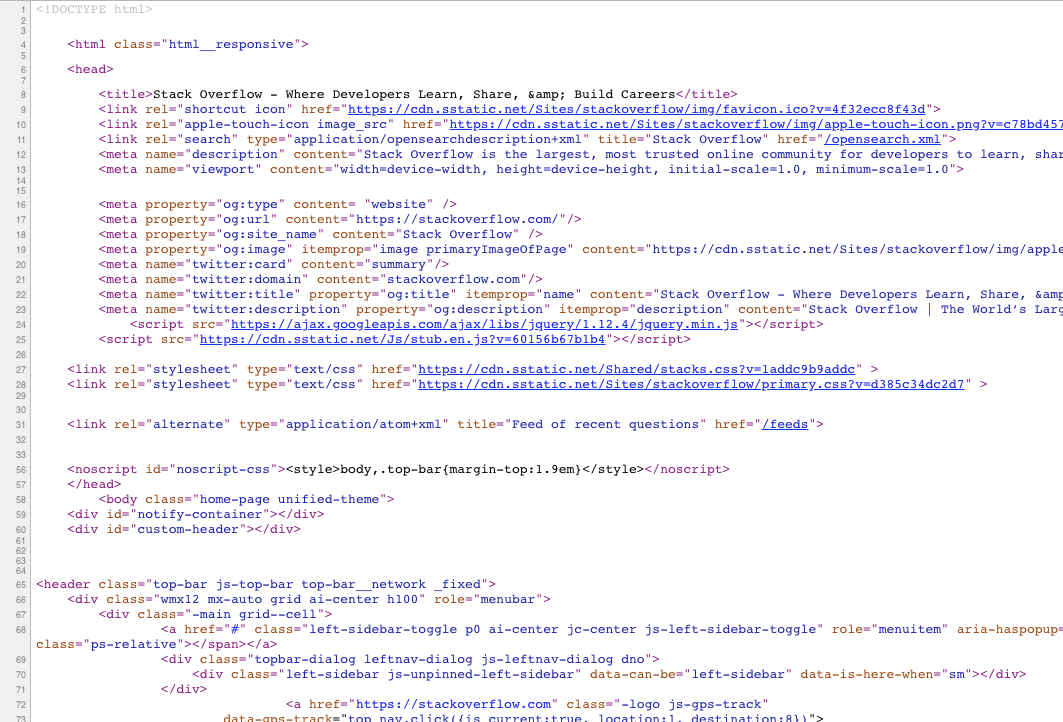 1 <!DOCTYPE html>
2
3
4 <html class="html__responsive">
5
6 <head>
7
8 <title>Stack Overflow - Where Developers Learn, Share, &amp; Build Careers</title>
9 <link rel="shortcut icon" href="https://cdn.sstatic.net/Sites/stackoverflow/img/favicon.ico?v=4f32ecc8f43d">
10 <link rel="apple-touch-icon image_src" href="https://cdn.sstatic.net/Sites/stackoverflow/img/apple-touch-icon.png?v=c78bd457
11 <link rel="search" type="application/opensearchdescription+xml" title="Stack Overflow" href="/opensearch.xml">
12 <meta name="description" content="Stack Overflow is the largest, most trusted online community for developers to learn, shar
13 <meta name="viewport" content="width=device-width, height=device-height, initial-scale=1.0, minimum-scale=1.0">
14
15
16 <meta property="og:type" content= "website" />
17 <meta property="og:url" content="https://stackoverflow.com/"/>
18 <meta property="og:site_name" content="Stack Overflow" />
19 <meta property="og:image" itemprop="image primaryImageOfPage" content="https://cdn.sstatic.net/Sites/stackoverflow/img/apple
20 <meta name="twitter:card" content="summary"/>
21 <meta name="twitter:domain" content="stackoverflow.com"/>
22 <meta name="twitter:title" property="og:title" itemprop="name" content="Stack Overflow - Where Developers Learn, Share, &amp
23 <meta name="twitter:description" property="og:description" itemprop="description" content="Stack Overflow | The World's Larg
24 <script src="https://ajax.googleapis.com/ajax/libs/jquery/1.12.4/jquery.min.js"></script>
25 <script src="https://cdn.sstatic.net/Js/stub.en.js?v=60156b67b1b4"></script>
26
27 <link rel="stylesheet" type="text/css" href="https://cdn.sstatic.net/Shared/stacks.css?v=1addc9b9addc" >
28 <link rel="stylesheet" type="text/css" href="https://cdn.sstatic.net/Sites/stackoverflow/primary.css?v=d385c34dc2d7" >
29
30
31 <link rel="alternate" type="application/atom+xml" title="Feed of recent questions" href="/feeds">
32
33
56 <noscript id="noscript-css"><style>body,.top-bar{margin-top:1.9em}</style></noscript>
57 </head>
58 <body class="home-page unified-theme">
59 <div id="notify-container"></div>
60 <div id="custom-header"></div>
61
62
63
64
65 <header class="top-bar js-top-bar top-bar__network _fixed">
66 <div class="wmx12 mx-auto grid ai-center h100" role="menubar">
67 <div class="-main grid--cell">
68 <a href="#" class="left-sidebar-toggle p0 ai-center jc-center js-left-sidebar-toggle" role="menuitem" aria-haspopup=
class="ps-relative"></span></a>
69 <div class="topbar-dialog leftnav-dialog js-leftnav-dialog dno">
70 <div class="left-sidebar js-unpinned-left-sidebar" data-can-be="left-sidebar" data-is-here-when="sm"></div>
71 </div>
72 <a href="https://stackoverflow.com" class="-logo js-gps-track"
73 data-gps-track="top_nav.click({is_current:true, location:1, destination:8})">